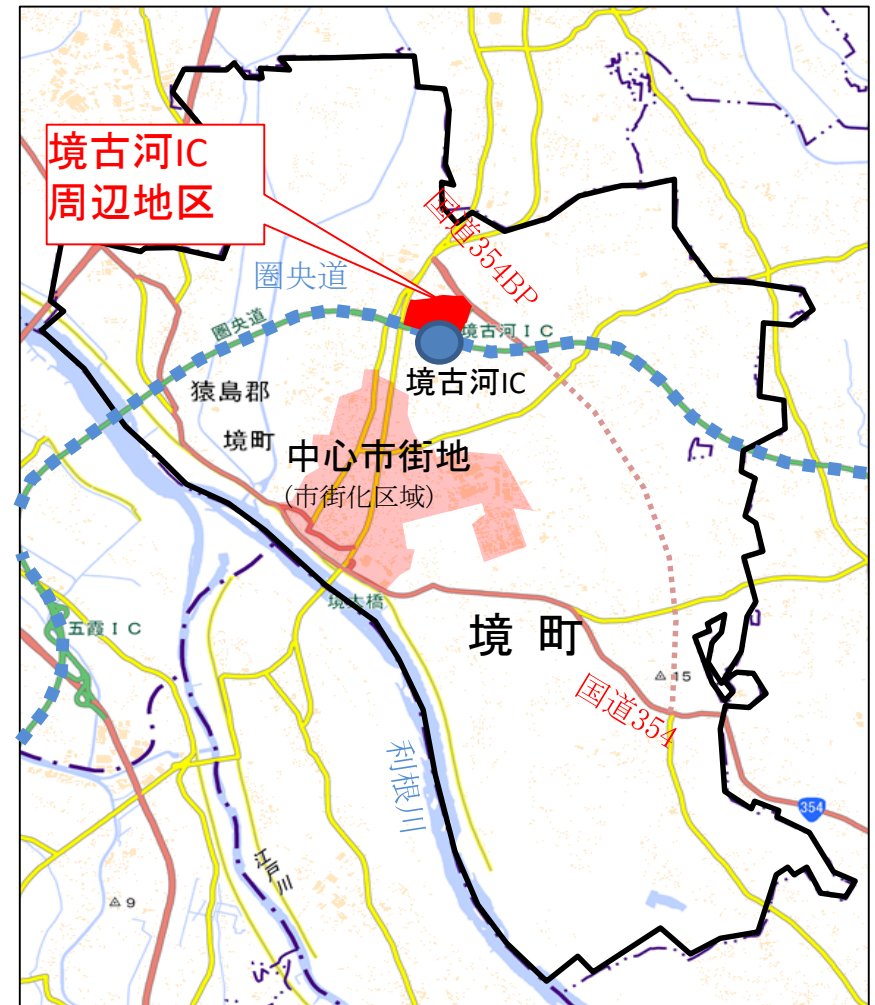 境古河IC
周辺地区
国道354BP
圏央道
圏央道
境古河ＩＣ
境古河IC
猿島郡
境町
中心市街地
(市街化区域)
境大橋
五霞ＩＣ
境 町
15
国道354
利根川
354
江戸川
9